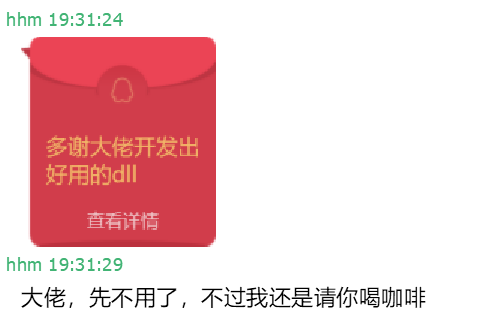 hhm 19:31:24
多谢大佬开发出
好用的dll
查看详情
hhm 19:31:29
大佬，先不用了，不过我还是请你喝咖啡